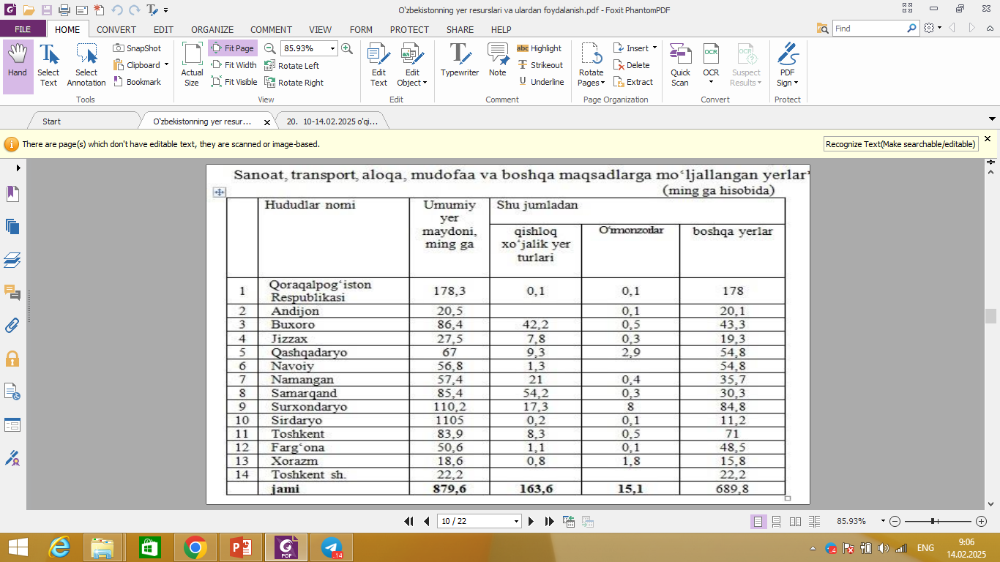 O'zbekistonning yer resurslari va ulardan foydalanish.pdf - Foxit PhantomPDF
FILE HOME CONVERT EDIT ORGANIZE COMMENT VIEW FORM PROTECT SHARE HELP
Find
Hand
Select Text
Select Annotation
SnapShot
Clipboard
Bookmark
Tools
Actual Size
Fit Page
Fit Width
Fit Visible
85.93%
Rotate Left
Rotate Right
View
Edit Text
Edit Object
Edit
Typewriter
Note
abc Highlight
Strikeout
Underline
Comment
Rotate Pages
Insert
Delete
Extract
Page Organization
Quick Scan
OCR
OCR
OCR
Suspect Results
Convert
PDF Sign
Protect
Start
O'zbekistonning yer resur...
20. 10-14.02.2025 o'qi...
There are page(s) which don't have editable text, they are scanned or image-based.
Recognize Text(Make searchable/editable)
Sanoat, transport, aloqa, mudofaa va boshqa maqsadlarga mo‘ljallangan yerlar¹
(ming ga hisobida)
Hududlar nomi
Umumiy yer maydoni, ming ga
Shu jumladan
qishloq xo‘jalik yer turlari
O‘rmonzorlar
boshqa yerlar
1 Qoraqalpog‘iston Respublikasi 178,3 0,1 0,1 178
2 Andijon 20,5 0,1 20,1
3 Buxoro 86,4 42,2 0,5 43,3
4 Jizzax 27,5 7,8 0,3 19,3
5 Qashqadaryo 67 9,3 2,9 54,8
6 Navoiy 56,8 1,3 54,8
7 Namangan 57,4 21 0,4 35,7
8 Samarqand 85,4 54,2 0,3 30,3
9 Surxondaryo 110,2 17,3 8 84,8
10 Sirdaryo 1105 0,2 0,1 11,2
11 Toshkent 83,9 8,3 0,5 71
12 Farg‘ona 50,6 1,1 0,1 48,5
13 Xorazm 18,6 0,8 1,8 15,8
14 Toshkent sh. 22,2 22,2
jami 879,6 163,6 15,1 689,8
10 / 22
85.93%
PDF
..14
ENG
9:06
14.02.2025